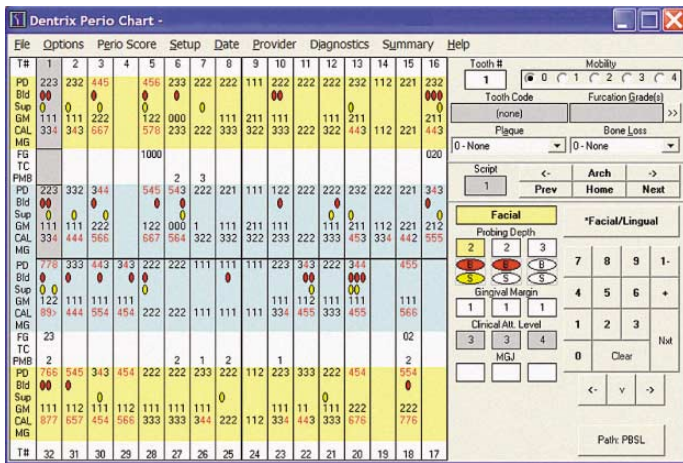 Dentrix Perio Chart -
File Options Perio Score Setup Date Provider Diagnostics Summary Help
T# 1 2 3 4 5 6 7 8 9 10 11 12 13 14 15 16
PD 223 232 445 456 233 222 222 111 222 222 222 232 112 221 232
Bld
Sup
GM 111 111 222 122 000 111 211 111 111 211 211
CAL 334 343 667 578 233 222 333 322 333 222 322 443 112 221 443
MG
FG 1000 020
TC
PMB 2 3
PD 223 332 344 545 543 222 221 111 122 222 222 232 222 221 343
Bld
Sup
GM 111 111 222 122 000 1 111 211 111 111 211 112 211 212
CAL 334 444 566 667 564 322 332 322 233 222 333 453 334 442 555
MG
PD 778 333 443 343 222 222 111 111 111 223 343 222 344 455
Bld
Sup
GM 122 111 111 111 111 112 111 111 111
CAL 89> 444 554 454 222 222 111 111 111 334 455 333 455 566
MG
FG 23 02
TC
PMB 2 2 1 2 1 2
PD 766 545 343 454 222 222 233 222 112 223 333 222 454 554
Bld
Sup
GM 111 112 111 112 111 111 111 111 11 111 222 222
CAL 877 657 454 566 333 333 344 222 112 334 443 333 676 776
MG
T# 32 31 30 29 28 27 26 25 24 23 22 21 20 19 18 17
Tooth # Mobility
1 0 1 2 3 4
Tooth Code Furcation Grade(s)
(none) >>
Plaque Bone Loss
0 - None 0 - None
Script <- Arch ->
1 Prev Home Next
Facial *Facial/Lingual
Probing Depth
2 2 3
B B B
S S S
Gingival Margin
1 1 1
Clinical Att. Level
3 3 4
MGJ
7 8 9 1-
4 5 6 +
1 2 3 Nxt
0 Clear
<- v ->
Path: PBSL